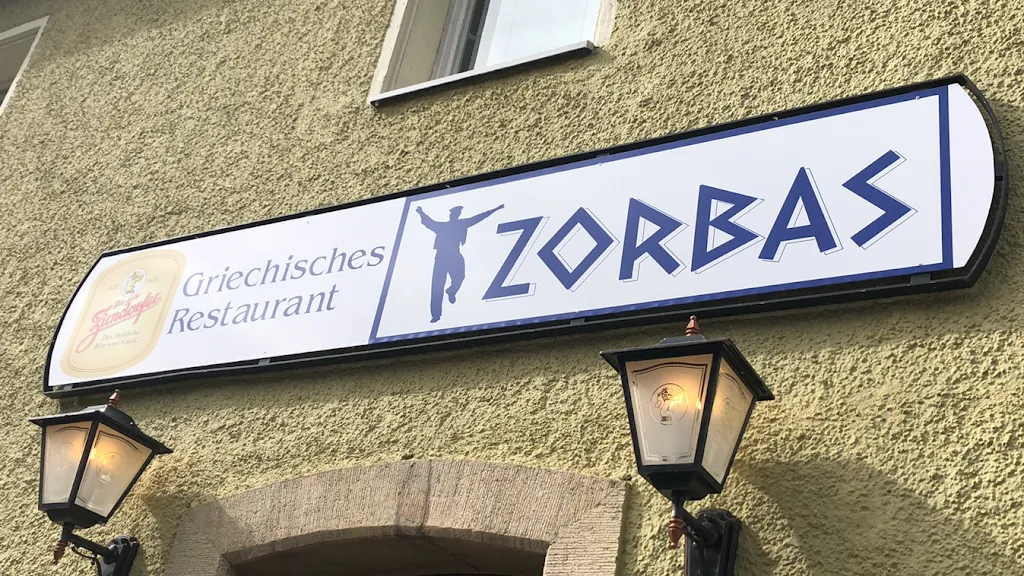 Zirndorfer
Griechisches
Restaurant
ZORBAS